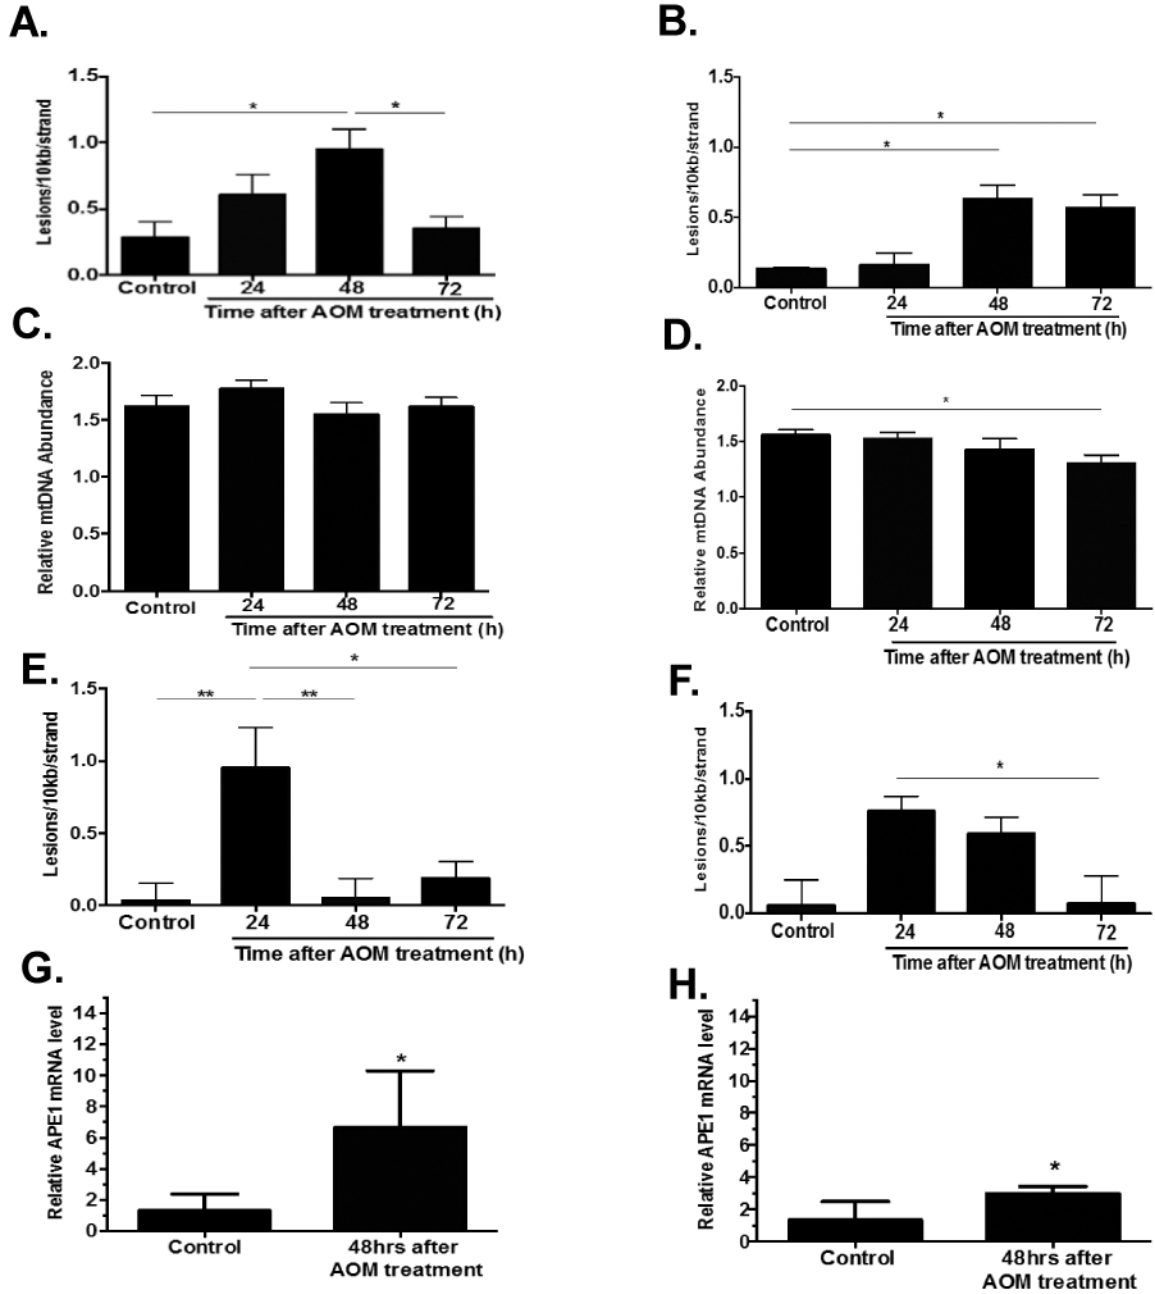 A.
Lesions/10kb/strand
1.5
1.0
0.5
0.0
*
*
Control 24 48 72
Time after AOM treatment (h)
B.
Lesions/10kb/strand
1.5
1.0
0.5
0.0
*
*
Control 24 48 72
Time after AOM treatment (h)
C.
Relative mtDNA Abundance
2.0
1.5
1.0
0.5
0.0
Control 24 48 72
Time after AOM treatment (h)
D.
Relative mtDNA Abundance
2.0
1.5
1.0
0.5
0.0
*
Control 24 48 72
Time after AOM treatment (h)
E.
Lesions/10kb/strand
1.5
1.0
0.5
0.0
*
** **
Control 24 48 72
Time after AOM treatment (h)
F.
Lesions/10kb/strand
1.5
1.0
0.5
0.0
*
Control 24 48 72
Time after AOM treatment (h)
G.
Relative APE1 mRNA level
14
12
10
8
6
4
2
0
*
Control 48hrs after
AOM treatment
H.
Relative APE1 mRNA level
14
12
10
8
6
4
2
0
*
Control 48hrs after
AOM treatment